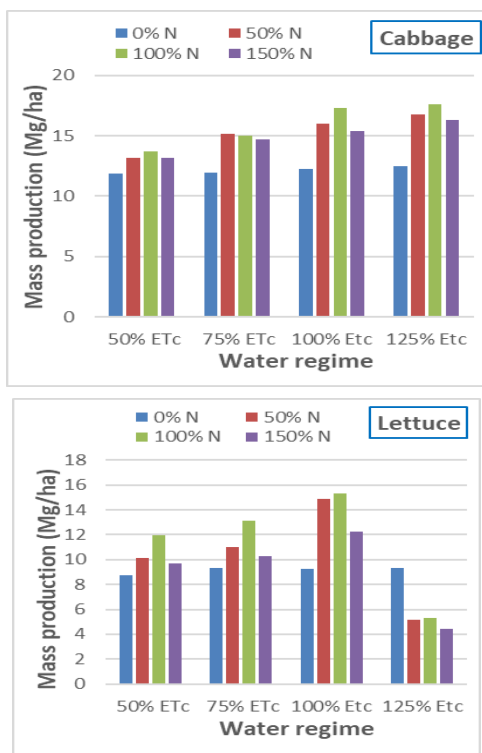 0% N 50% N
100% N 150% N
Cabbage
Mass production (Mg/ha)
20
15
10
5
0
50% ETc 75% ETc 100% Etc 125% Etc
Water regime
0% N 50% N
100% N 150% N
Lettuce
Mass production (Mg/ha)
18
16
14
12
10
8
6
4
2
0
50% ETc 75% ETc 100% Etc 125% Etc
Water regime